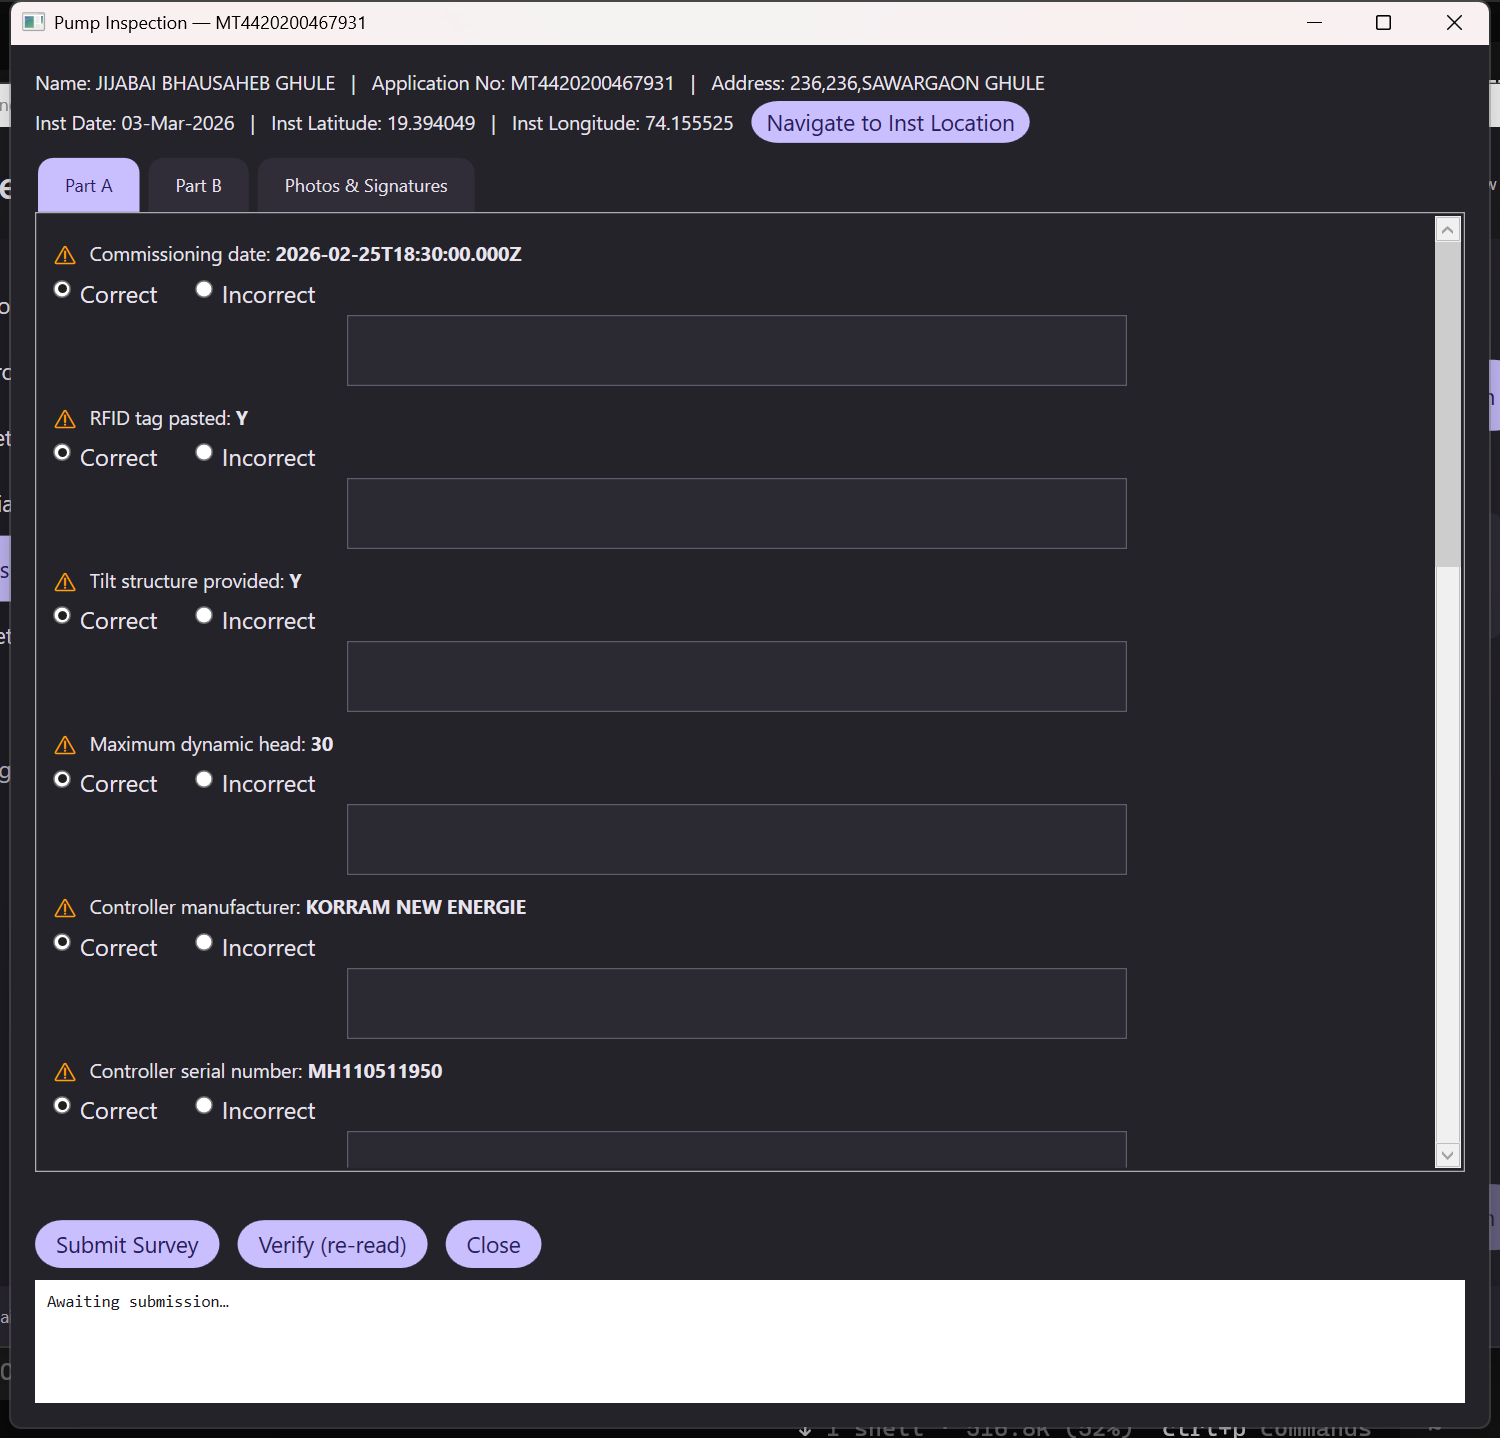 Pump Inspection — MT4420200467931
Name: JIJABAI BHAUSAHEB GHULE | Application No: MT4420200467931 | Address: 236,236,SAWARGAON GHULE
Inst Date: 03-Mar-2026 | Inst Latitude: 19.394049 | Inst Longitude: 74.155525 Navigate to Inst Location
Part A Part B Photos & Signatures
Commissioning date: 2026-02-25T18:30:00.000Z
Correct Incorrect
RFID tag pasted: Y
Correct Incorrect
Tilt structure provided: Y
Correct Incorrect
Maximum dynamic head: 30
Correct Incorrect
Controller manufacturer: KORRAM NEW ENERGIE
Correct Incorrect
Controller serial number: MH110511950
Correct Incorrect
Submit Survey Verify (re-read) Close
Awaiting submission…